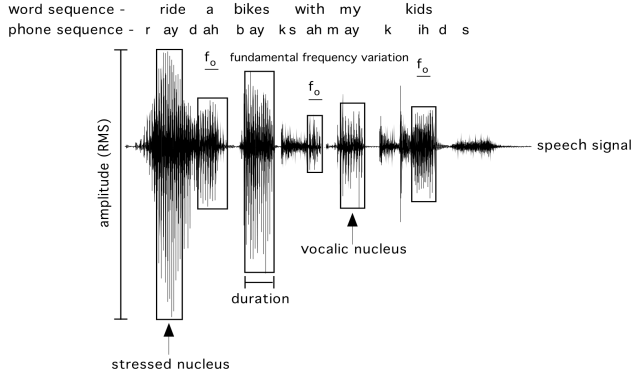 word sequence - ride a bikes with my kids
phone sequence - r ay d ah b ay k s ah m ay k ih d s
fo fundamental frequency variation fo
fo
amplitude (RMS)
speech signal
vocalic nucleus
duration
stressed nucleus